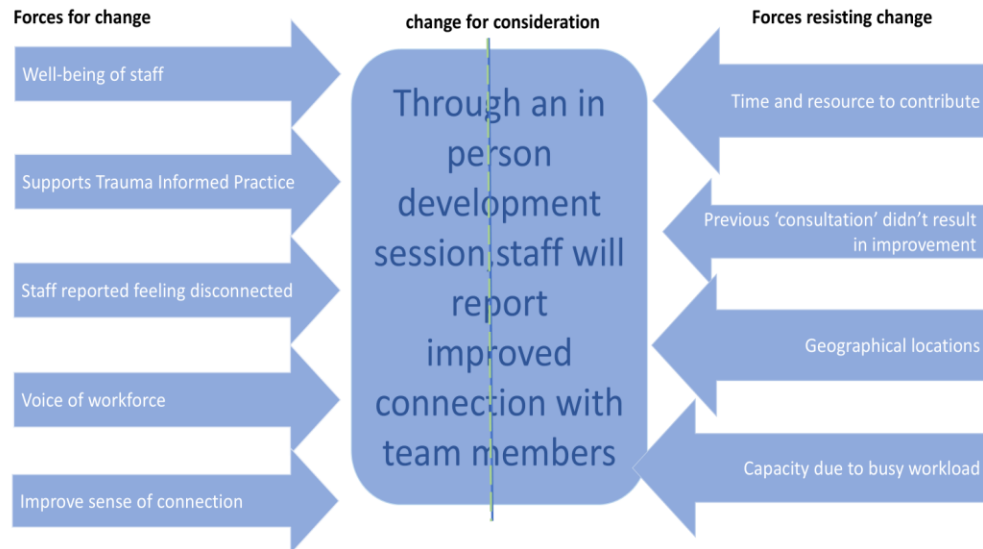 Forces for change
change for consideration
Forces resisting change
Well-being of staff
Supports Trauma Informed Practice
Staff reported feeling disconnected
Voice of workforce
Improve sense of connection
Through an in
person
development
session,staff will
report
improved
connection with
team members
Time and resource to contribute
Previous ‘consultation’ didn’t result
in improvement
Geographical locations
Capacity due to busy workload